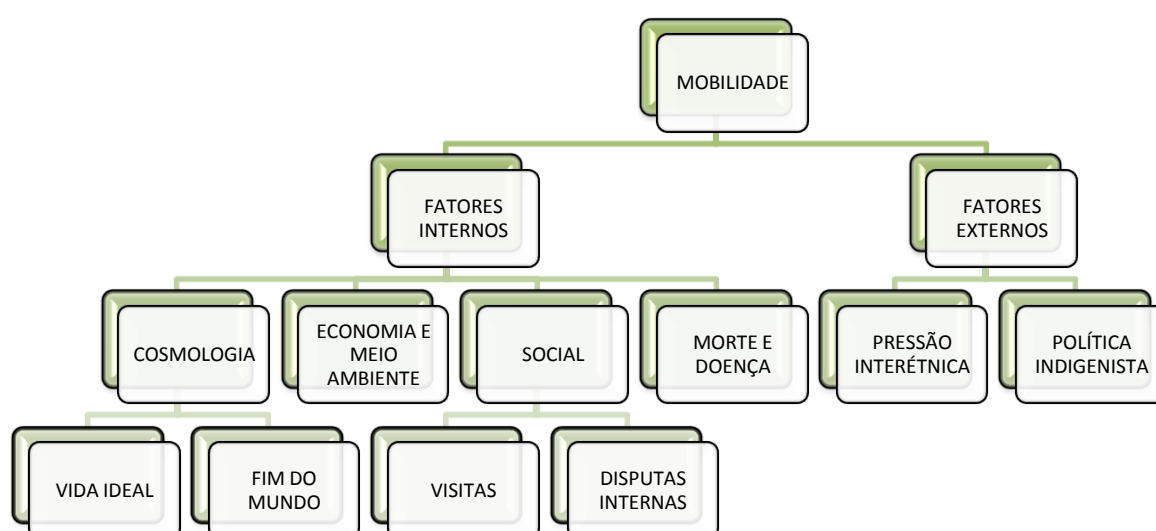 MOBILIDADE
FATORES
INTERNOS
FATORES
EXTERNOS
COSMOLOGIA
ECONOMIA E
MEIO
AMBIENTE
SOCIAL
MORTE E
DOENÇA
PRESSÃO
INTERÉTNICA
POLÍTICA
INDIGENISTA
VIDA IDEAL
FIM DO
MUNDO
VISITAS
DISPUTAS
INTERNAS